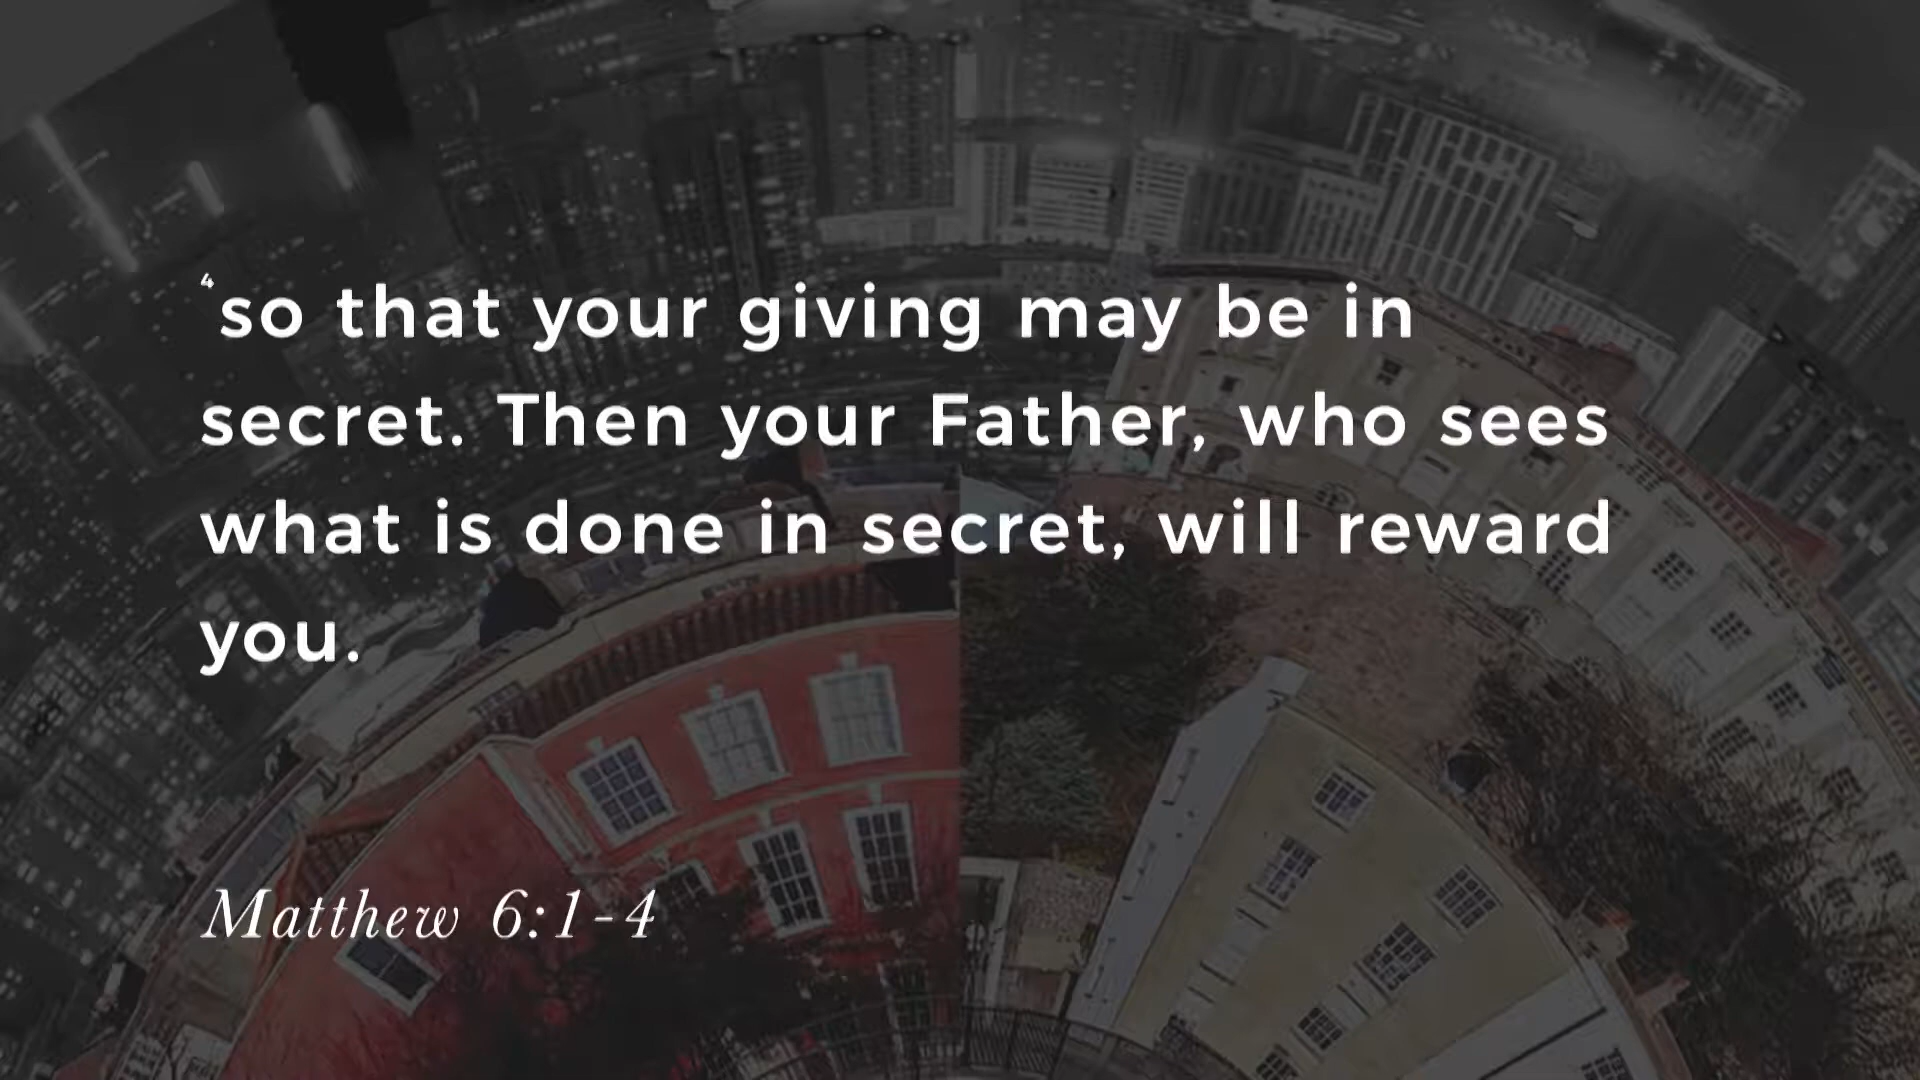 ⁴so that your giving may be in
secret. Then your Father, who sees
what is done in secret, will reward
you.
Matthew 6:1-4